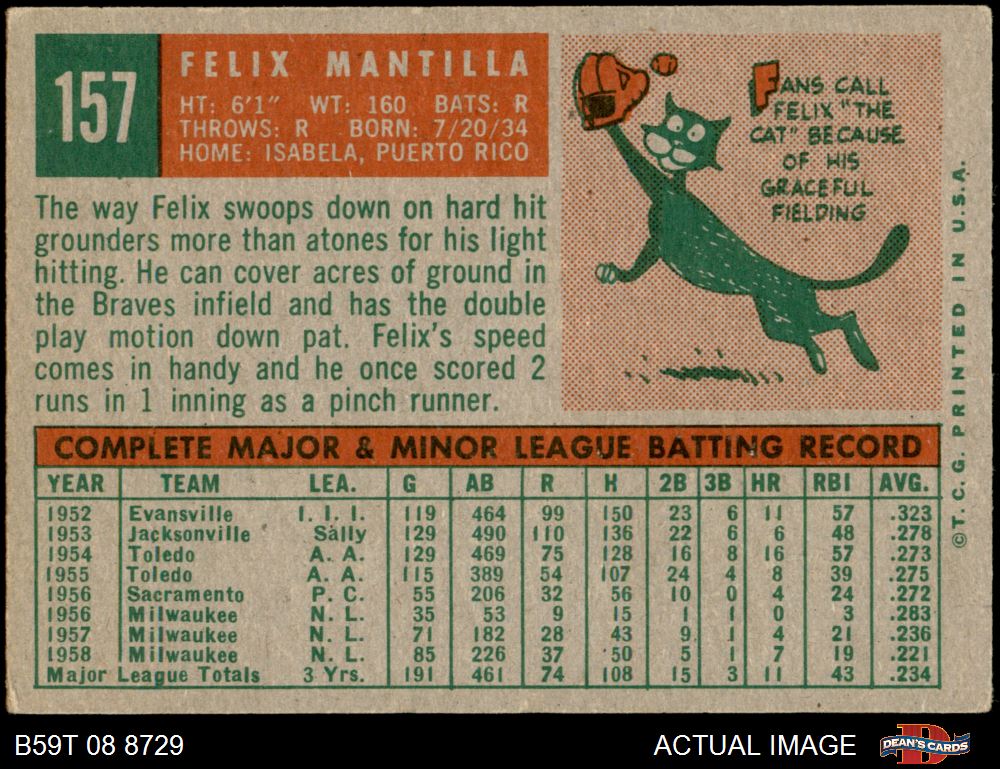 157
FELIX MANTILLA
HT: 6'1" WT: 160 BATS: R
THROWS: R BORN: 7/20/34
HOME: ISABELA, PUERTO RICO
The way Felix swoops down on hard hit
grounders more than atones for his light
hitting. He can cover acres of ground in
the Braves infield and has the double
play motion down pat. Felix's speed
comes in handy and he once scored 2
runs in 1 inning as a pinch runner.
FANS CALL
FELIX "THE
CAT" BECAUSE
OF HIS
GRACEFUL
FIELDING
©T. C. G. PRINTED IN U.S.A.
COMPLETE MAJOR & MINOR LEAGUE BATTING RECORD
YEAR TEAM LEA. G AB R H 2B 3B HR RBI AVG.
1952 Evansville I. I. I. 119 464 99 150 23 6 11 57 .323
1953 Jacksonville Sally 129 490 110 136 22 6 6 48 .278
1954 Toledo A. A. 129 469 75 128 16 8 16 57 .273
1955 Toledo A. A. 115 389 54 107 24 4 8 39 .275
1956 Sacramento P. C. 55 206 32 56 10 0 4 24 .272
1956 Milwaukee N. L. 35 53 9 15 1 1 0 3 .283
1957 Milwaukee N. L. 71 182 28 43 9 1 4 21 .236
1958 Milwaukee N. L. 85 226 37 50 5 1 7 19 .221
Major League Totals 3 Yrs. 191 461 74 108 15 3 11 43 .234
B59T 08 8729
ACTUAL IMAGE
DEAN'S CARDS